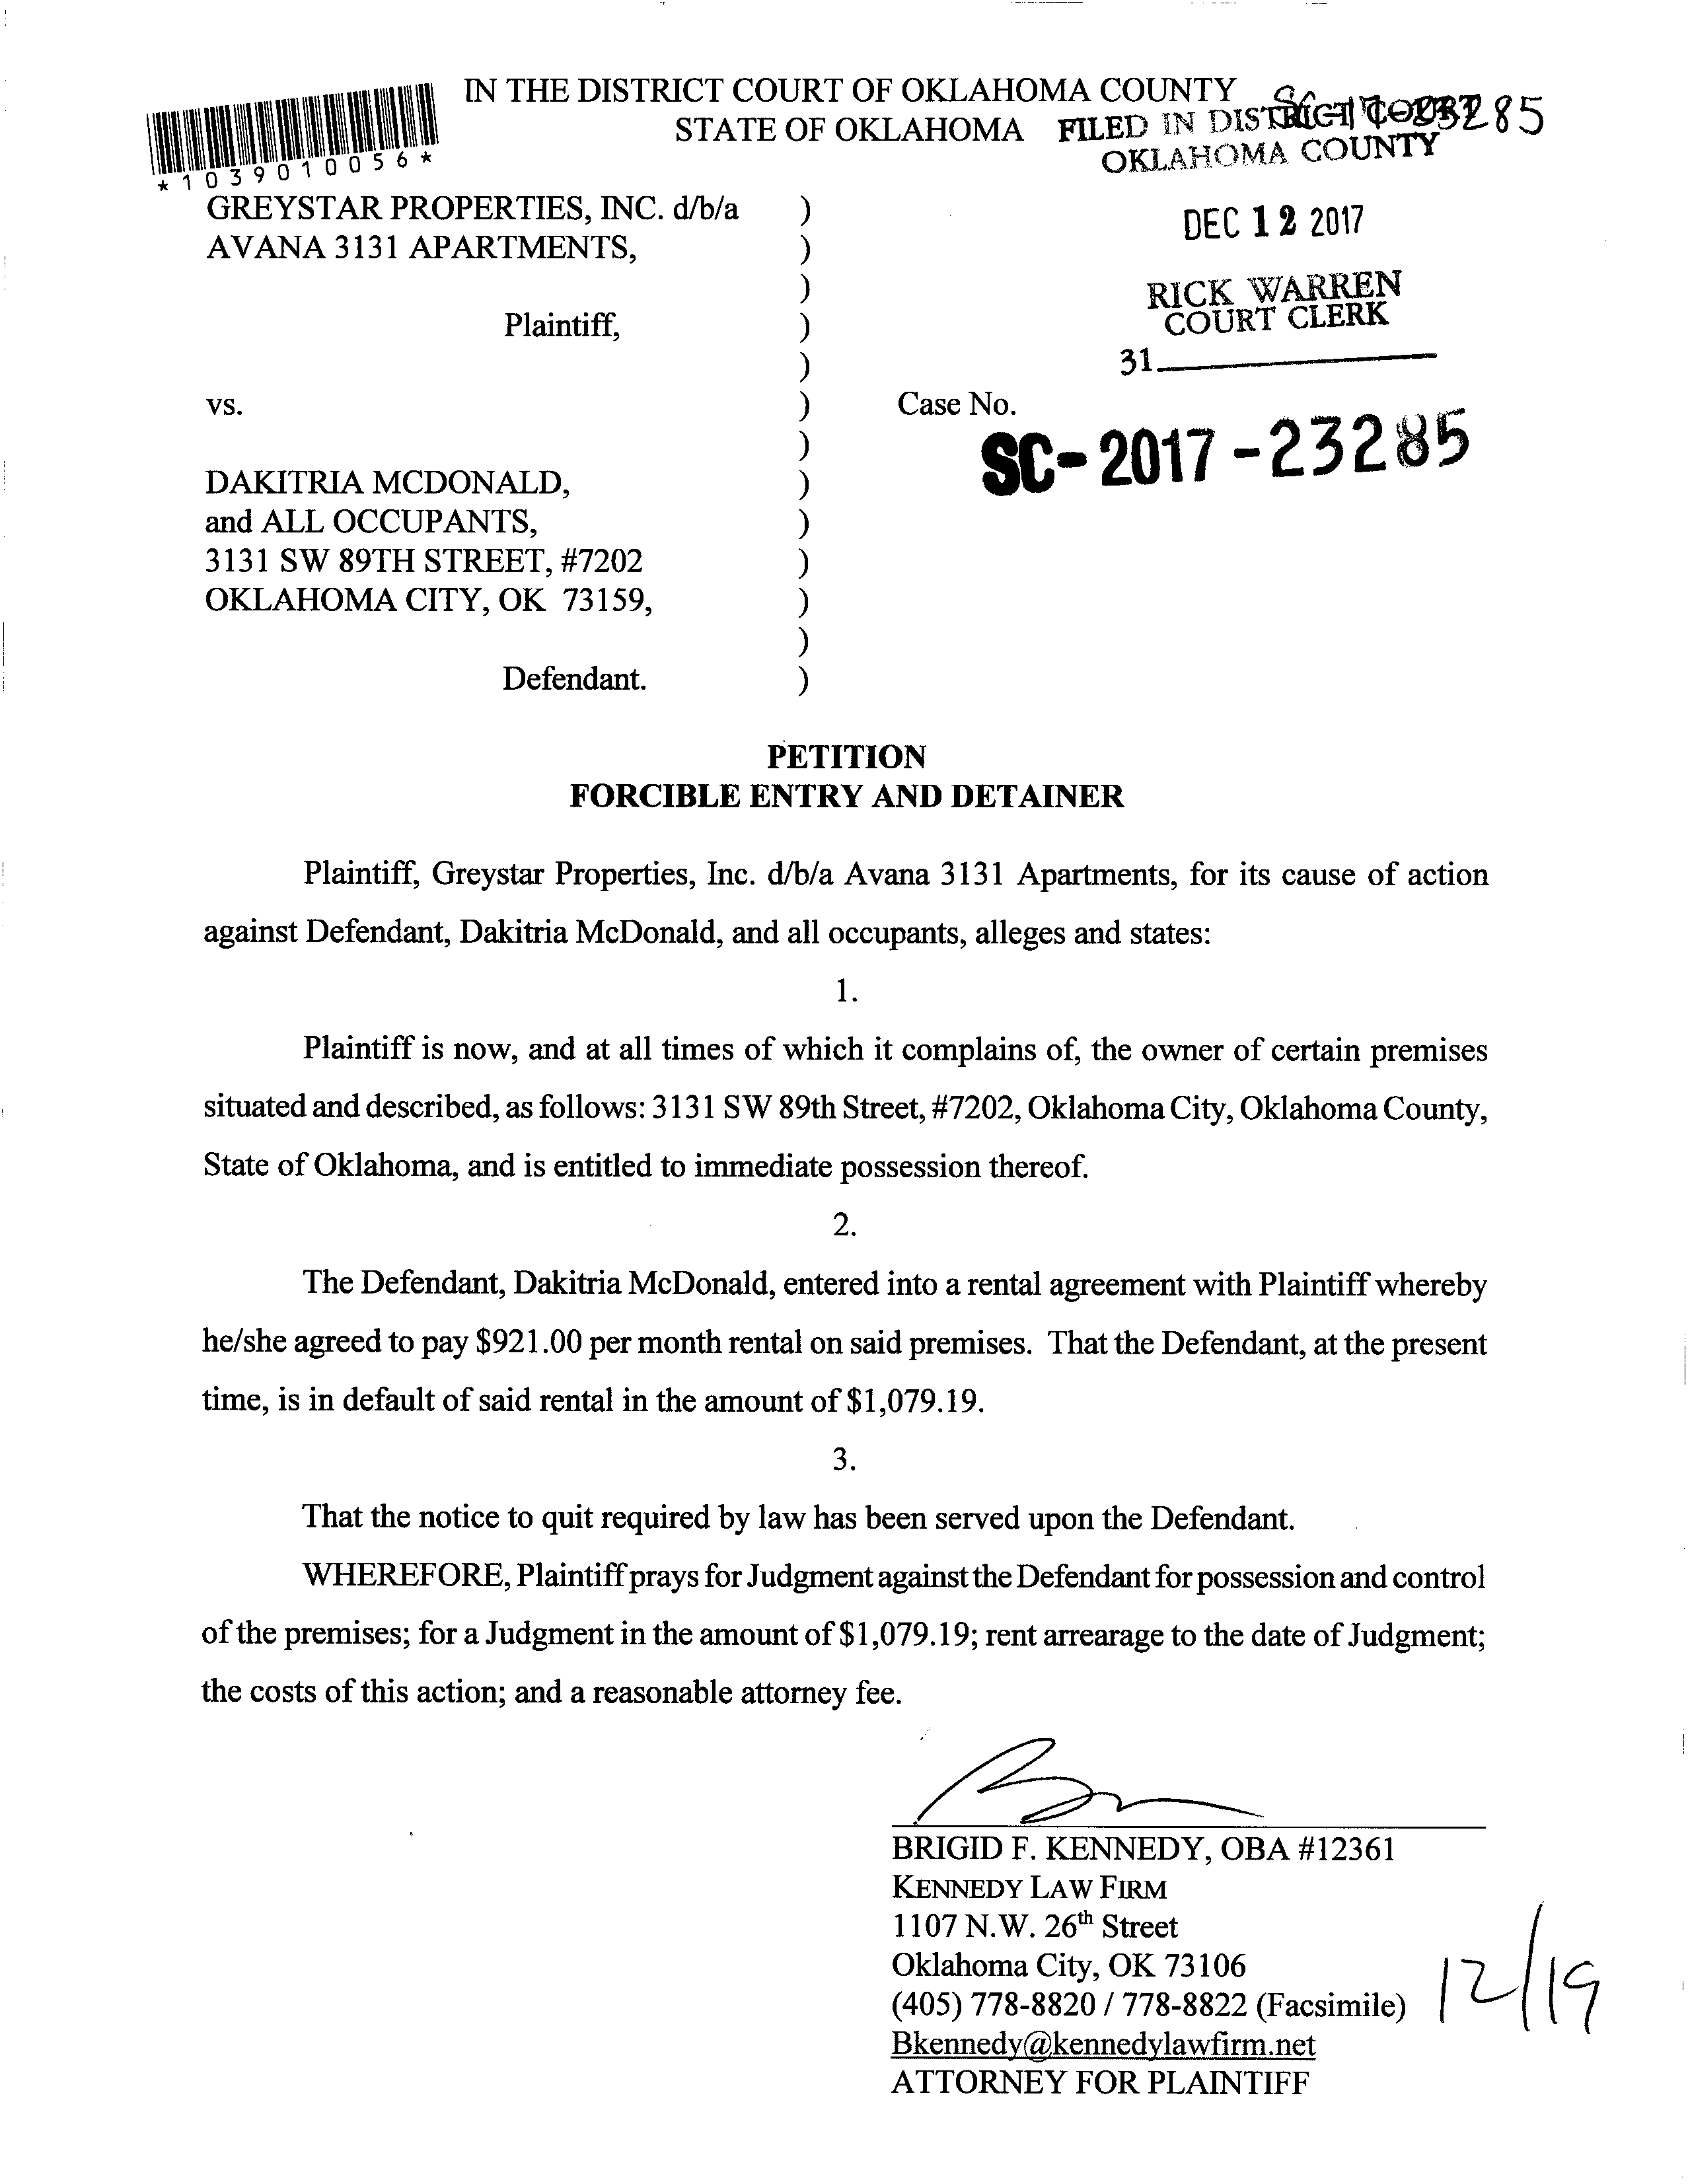 IN THE DISTRICT COURT OF OKLAHOMA COUNTY
STATE OF OKLAHOMA
FILED IN DISTRICT COURT
OKLAHOMA COUNTY
*1039010056*
DEC 12 2017
RICK WARREN
COURT CLERK
31
GREYSTAR PROPERTIES, INC. d/b/a )
AVANA 3131 APARTMENTS, )
)
Plaintiff, )
)
vs. ) Case No.
) SC-2017-23285
DAKITRIA MCDONALD, )
and ALL OCCUPANTS, )
3131 SW 89TH STREET, #7202 )
OKLAHOMA CITY, OK 73159, )
)
Defendant. )
PETITION
FORCIBLE ENTRY AND DETAINER
Plaintiff, Greystar Properties, Inc. d/b/a Avana 3131 Apartments, for its cause of action
against Defendant, Dakitria McDonald, and all occupants, alleges and states:
1.
Plaintiff is now, and at all times of which it complains of, the owner of certain premises
situated and described, as follows: 3131 SW 89th Street, #7202, Oklahoma City, Oklahoma County,
State of Oklahoma, and is entitled to immediate possession thereof.
2.
The Defendant, Dakitria McDonald, entered into a rental agreement with Plaintiff whereby
he/she agreed to pay $921.00 per month rental on said premises. That the Defendant, at the present
time, is in default of said rental in the amount of $1,079.19.
3.
That the notice to quit required by law has been served upon the Defendant.
WHEREFORE, Plaintiff prays for Judgment against the Defendant for possession and control
of the premises; for a Judgment in the amount of $1,079.19; rent arrearage to the date of Judgment;
the costs of this action; and a reasonable attorney fee.
BRIGID F. KENNEDY, OBA #12361
KENNEDY LAW FIRM
1107 N.W. 26th Street
Oklahoma City, OK 73106
(405) 778-8820 / 778-8822 (Facsimile)
Bkennedy@kennedylawfirm.net
ATTORNEY FOR PLAINTIFF
12/19